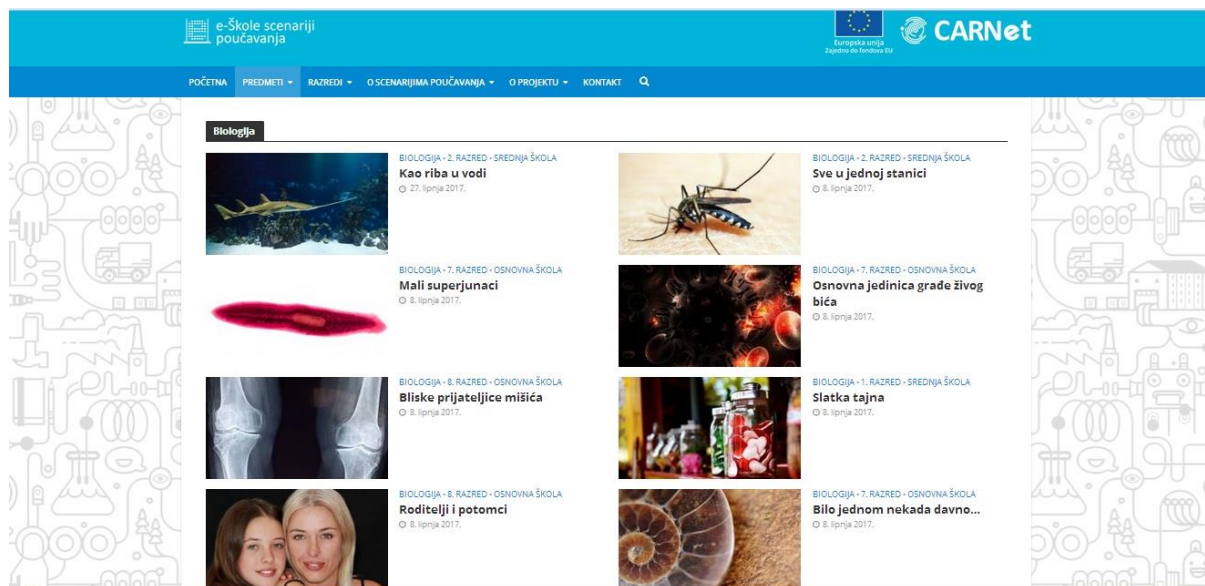 e-Škole scenariji
poučavanja
Europska unija
Zajedno do fondova EU
CARNet
POČETNA PREDMETI RAZREDI O SCENARIJIMA POUČAVANJA O PROJEKTU KONTAKT
Biologija
BIOLOGIJA • 2. RAZRED • SREDNJA ŠKOLA
Kao riba u vodi
27. lipnja 2017.
BIOLOGIJA • 2. RAZRED • SREDNJA ŠKOLA
Sve u jednoj stanici
8. lipnja 2017.
BIOLOGIJA • 7. RAZRED • OSNOVNA ŠKOLA
Mali superjunaci
8. lipnja 2017.
BIOLOGIJA • 7. RAZRED • OSNOVNA ŠKOLA
Osnovna jedinica građe živog
bića
8. lipnja 2017.
BIOLOGIJA • 8. RAZRED • OSNOVNA ŠKOLA
Bliske prijateljice mišića
8. lipnja 2017.
BIOLOGIJA • 1. RAZRED • SREDNJA ŠKOLA
Slatka tajna
8. lipnja 2017.
BIOLOGIJA • 8. RAZRED • OSNOVNA ŠKOLA
Roditelji i potomci
8. lipnja 2017.
BIOLOGIJA • 7. RAZRED • OSNOVNA ŠKOLA
Bilo jednom nekada davno...
8. lipnja 2017.